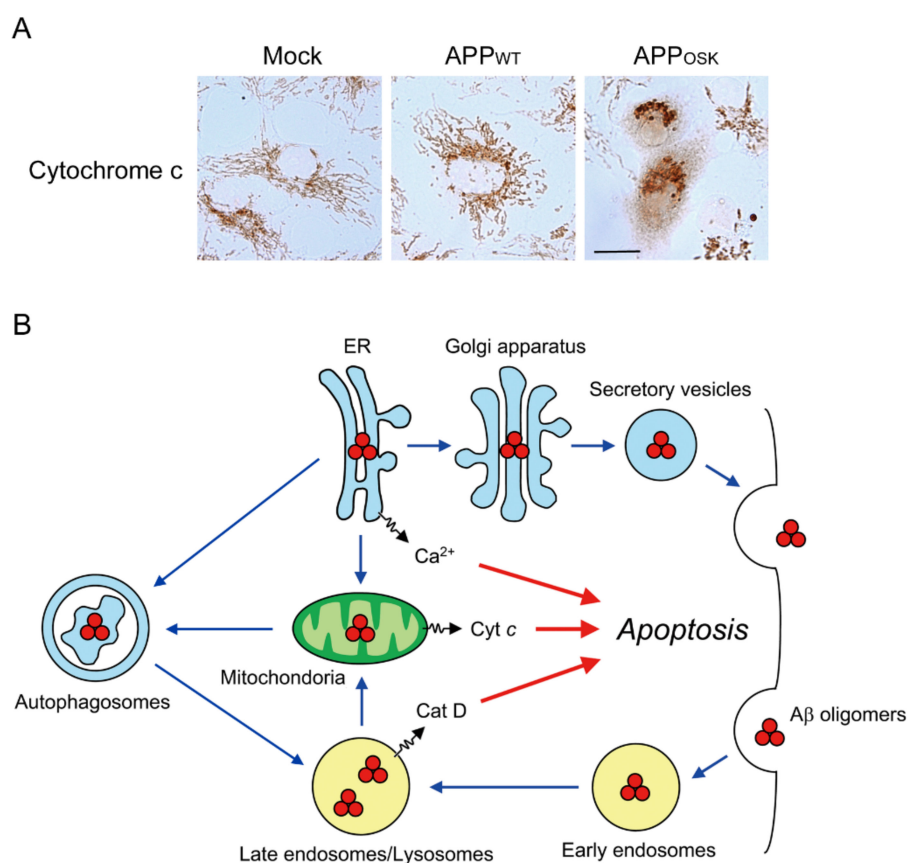 A
Mock
APPWT
APPOSK
Cytochrome c
B
ER
Golgi apparatus
Secretory vesicles
Ca²⁺
Cyt c
Apoptosis
Mitochondoria
Autophagosomes
Cat D
Aβ oligomers
Late endosomes/Lysosomes
Early endosomes